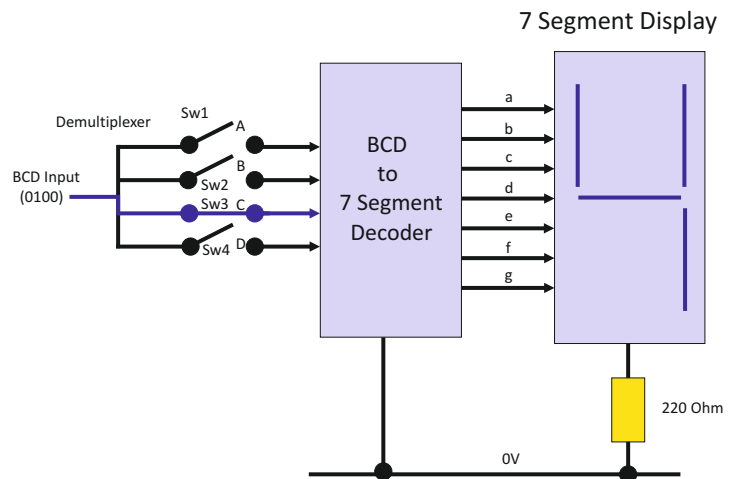 7 Segment Display
Demultiplexer
BCD Input
(0100)
Sw1
A
B
Sw2
Sw3
C
Sw4
D
BCD
to
7 Segment
Decoder
a
b
c
d
e
f
g
220 Ohm
0V